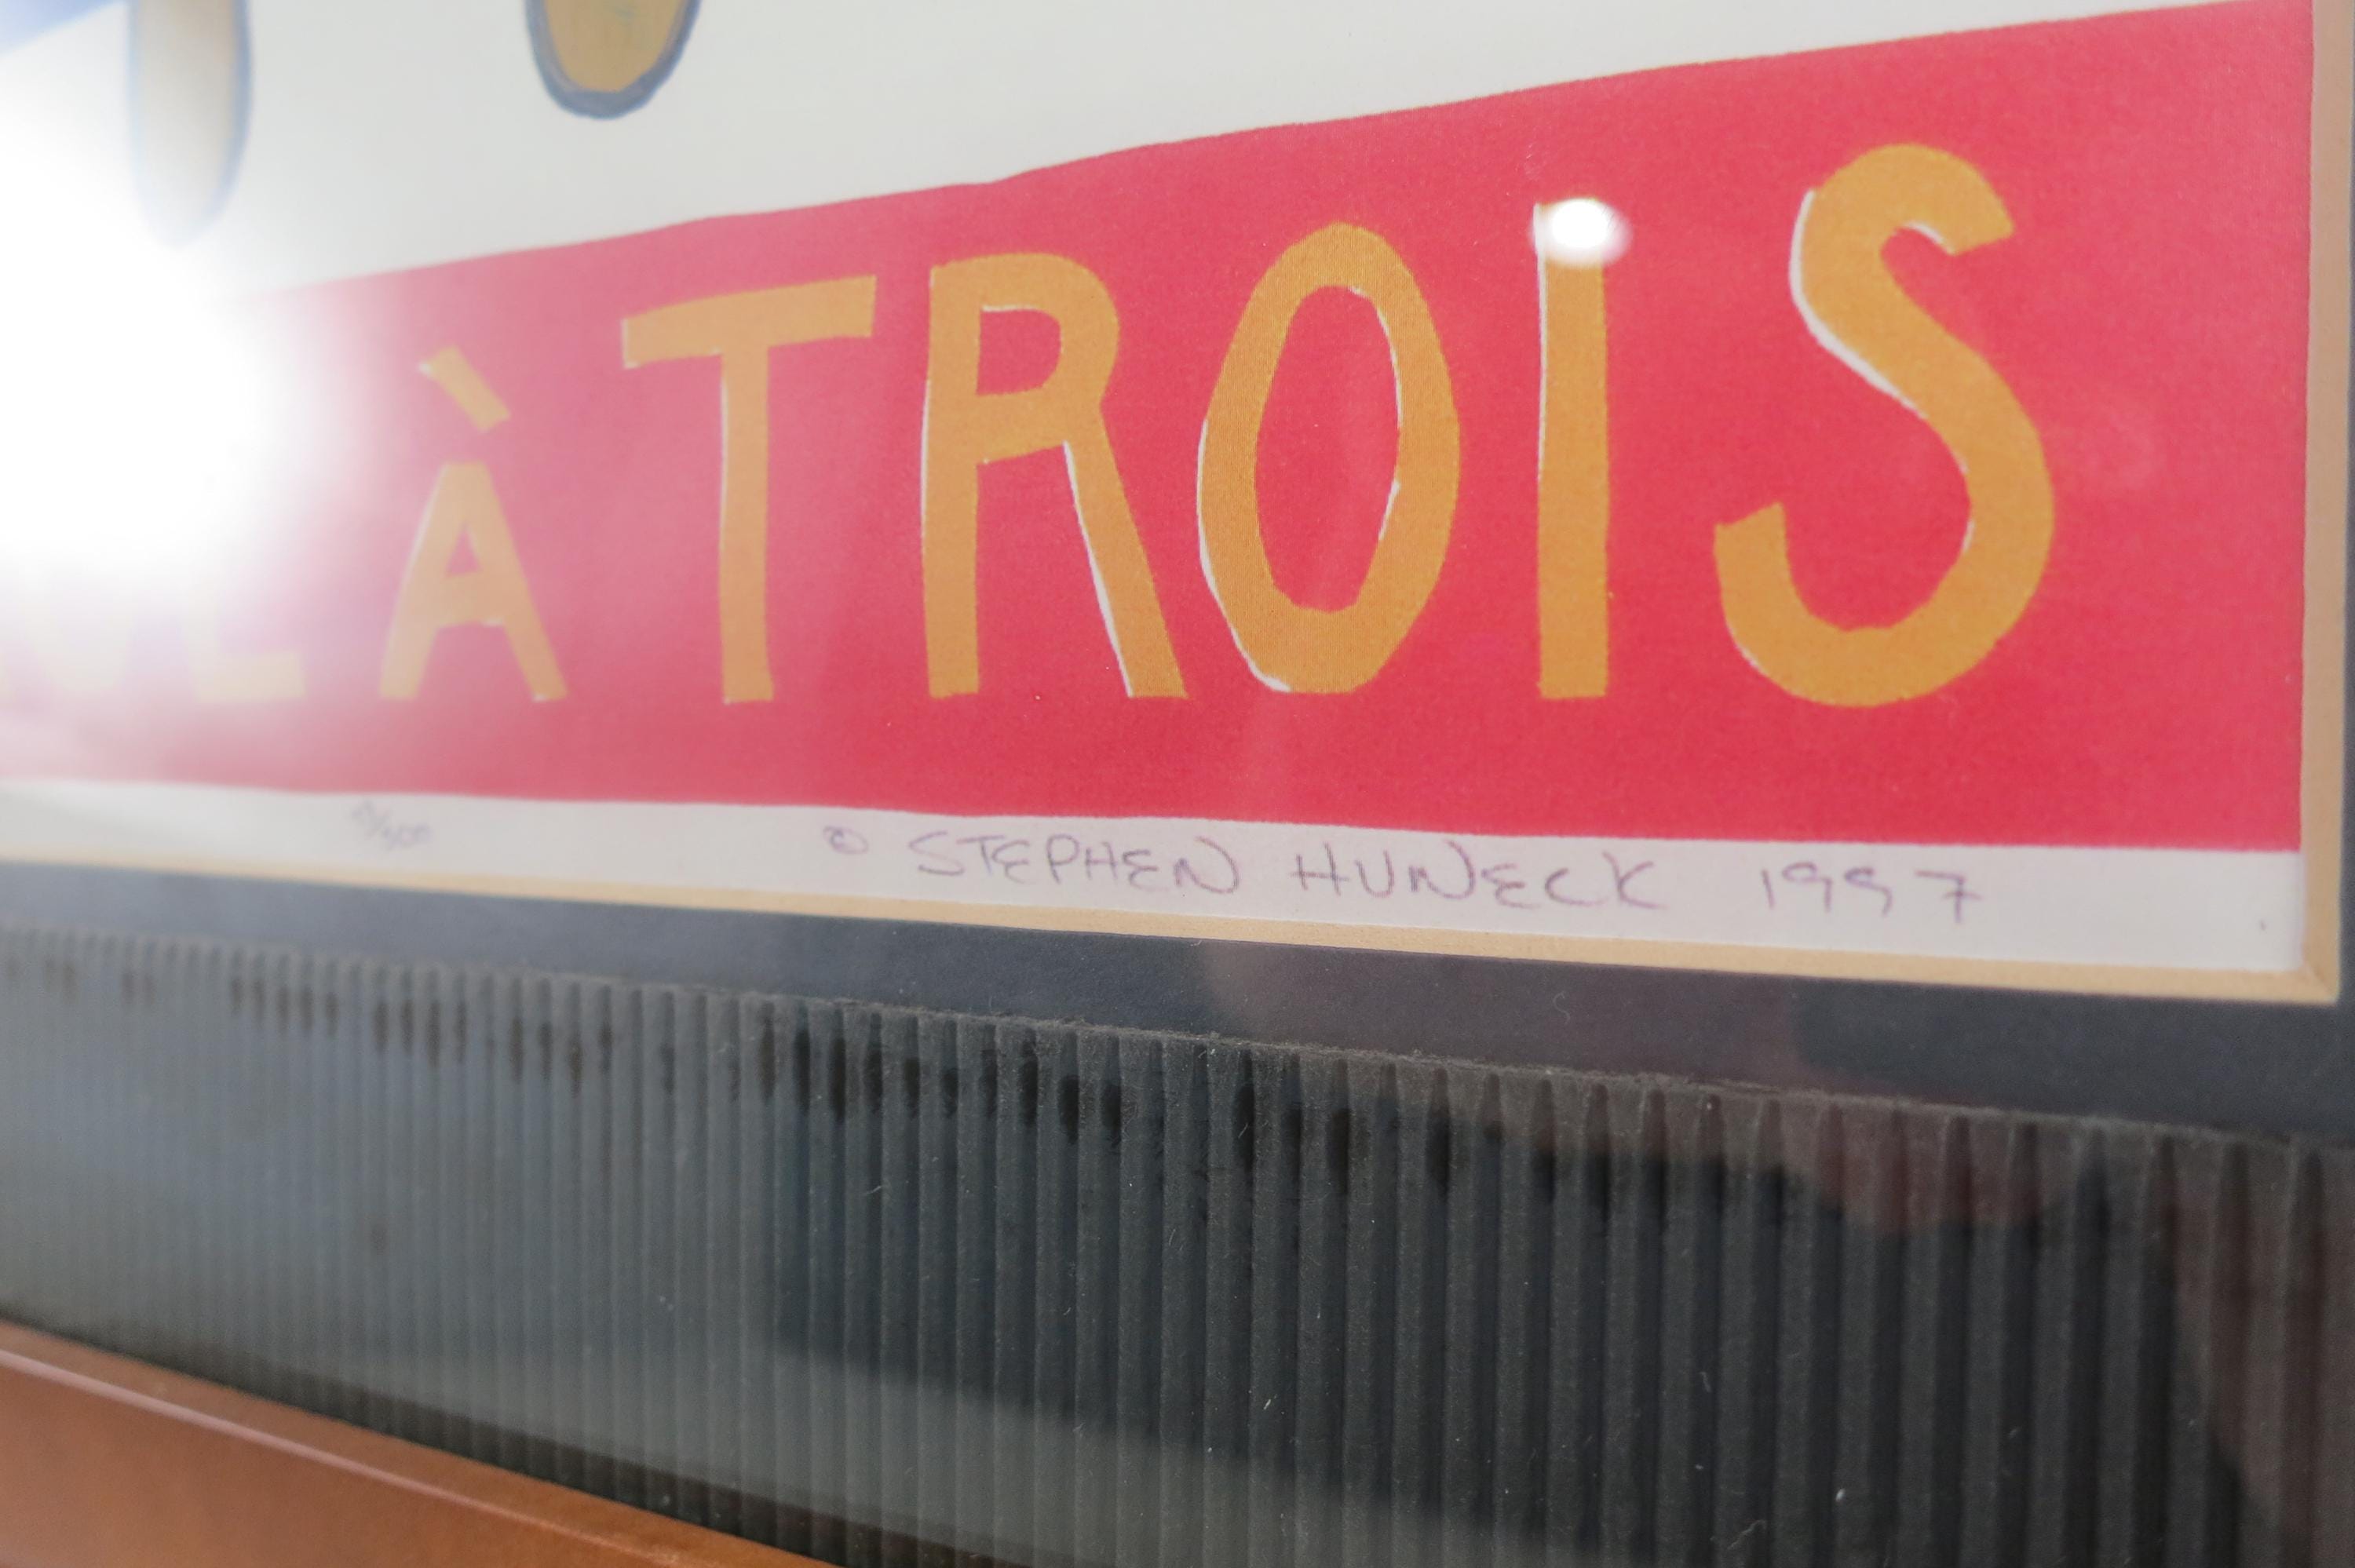 À TROIS
© STEPHEN HUNECK 1997